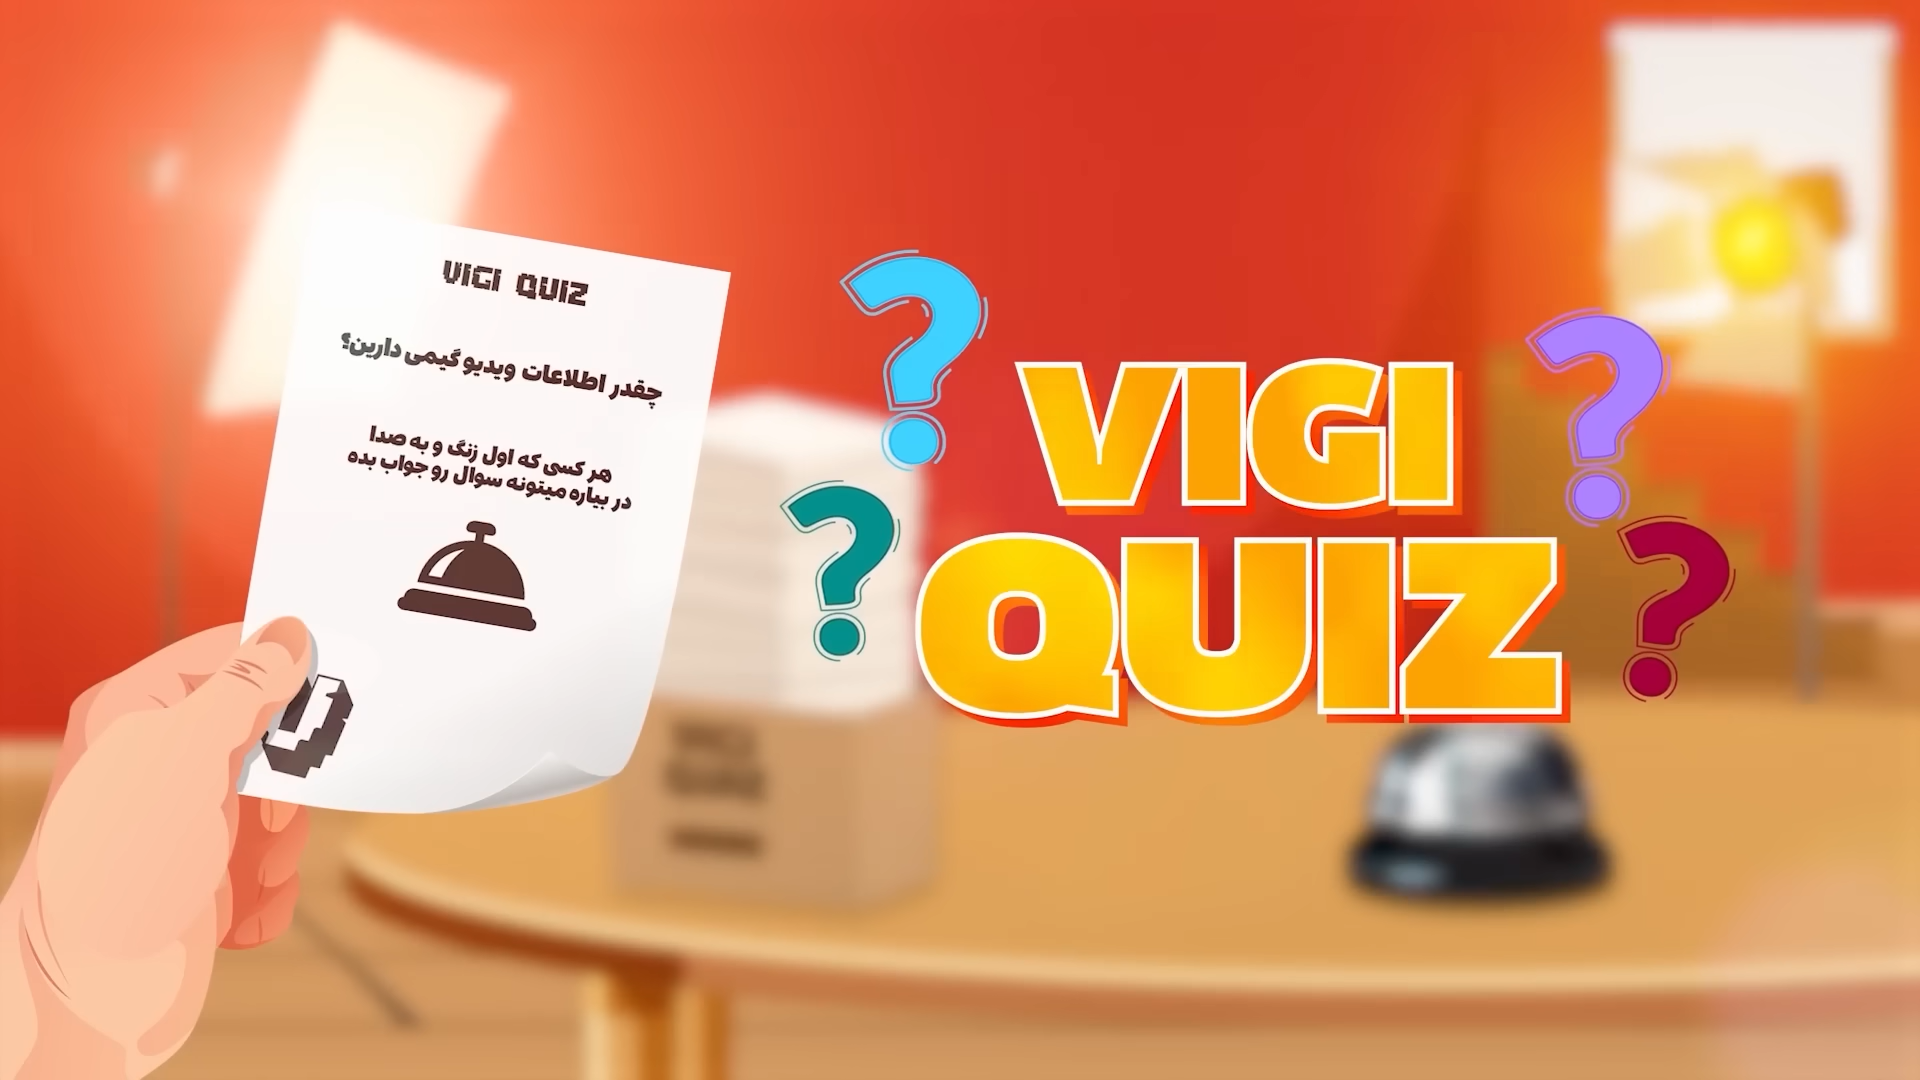 VIGI QUIZ
چقدر اطلاعات ویدیو گیمی دارین؟
هر کسی که اول زنگ و به صدا
در بیاره میتونه سوال رو جواب بده
VIGI
QUIZ